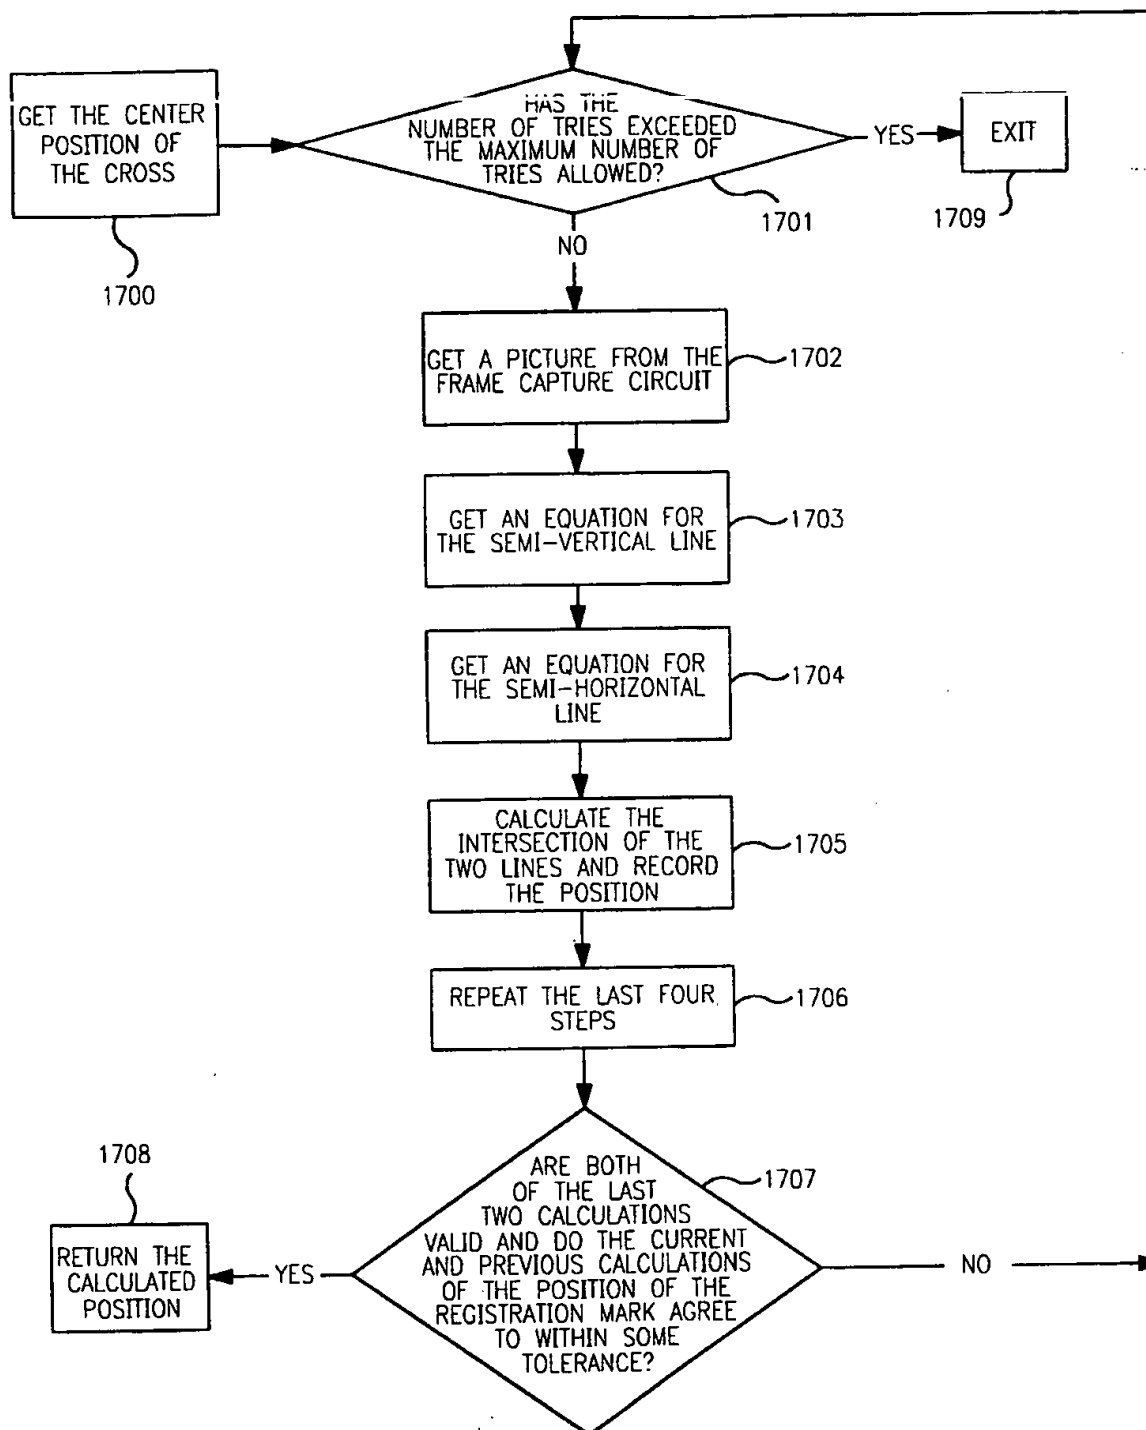 GET THE CENTER
POSITION OF
THE CROSS
1700
HAS THE
NUMBER OF TRIES EXCEEDED
THE MAXIMUM NUMBER OF
TRIES ALLOWED?
1701
YES
EXIT
1709
NO
GET A PICTURE FROM THE
FRAME CAPTURE CIRCUIT
1702
GET AN EQUATION FOR
THE SEMI-VERTICAL LINE
1703
GET AN EQUATION FOR
THE SEMI-HORIZONTAL
LINE
1704
CALCULATE THE
INTERSECTION OF THE
TWO LINES AND RECORD
THE POSITION
1705
REPEAT THE LAST FOUR
STEPS
1706
ARE BOTH
OF THE LAST
TWO CALCULATIONS
VALID AND DO THE CURRENT
AND PREVIOUS CALCULATIONS
OF THE POSITION OF THE
REGISTRATION MARK AGREE
TO WITHIN SOME
TOLERANCE?
1707
1708
RETURN THE
CALCULATED
POSITION
YES
NO